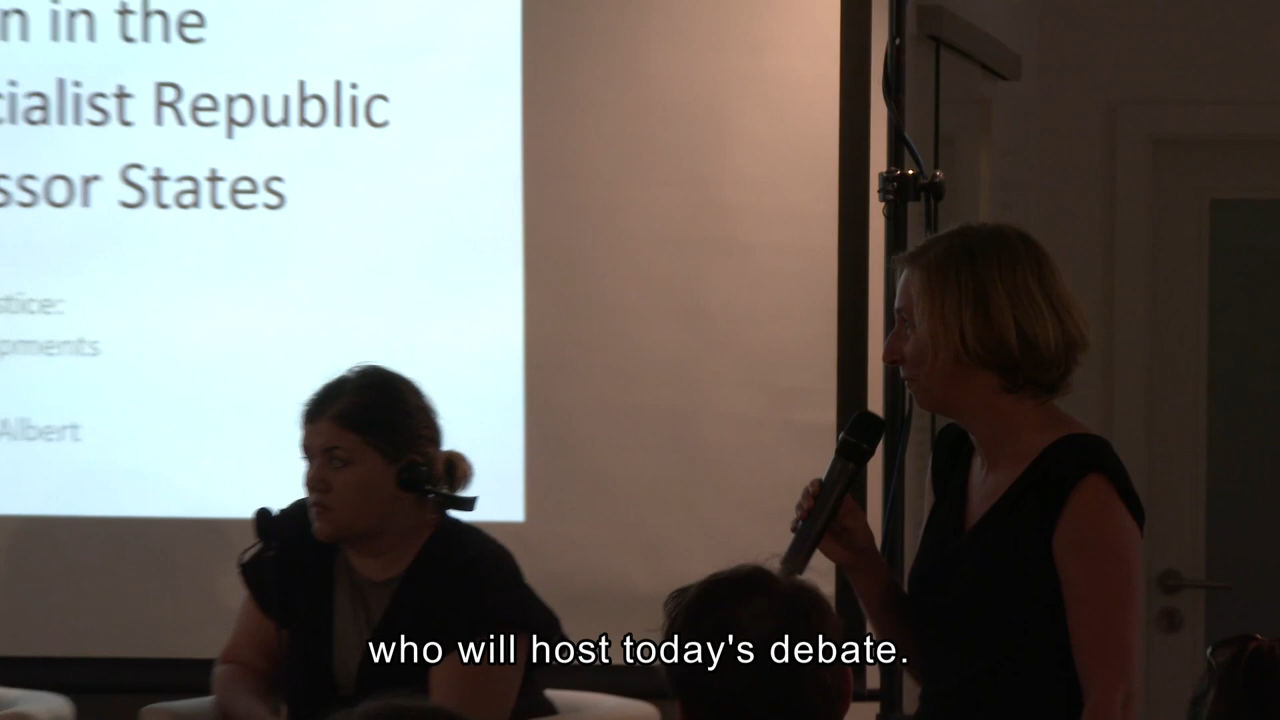 n in the
cialist Republic
ssor States
stice:
pments
Albert
who will host today's debate.